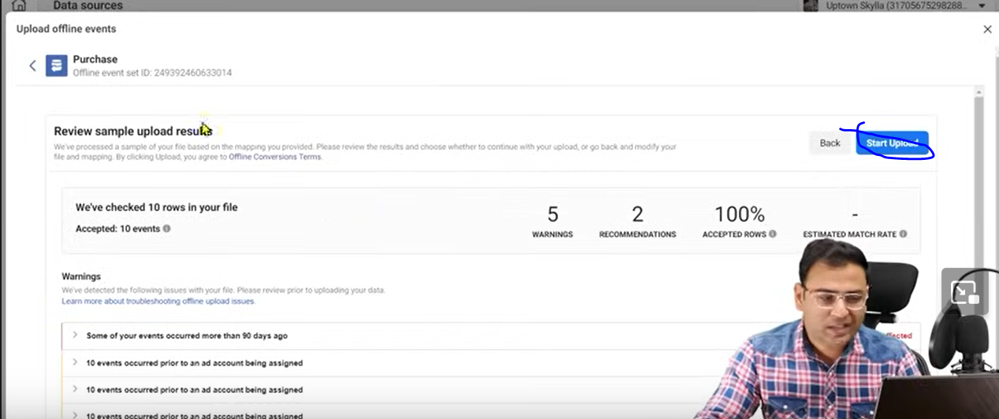 Data sources
Uptown Skylla (31705675298288...
Upload offline events
Purchase
Offline event set ID: 249392460633014
Review sample upload results
We've processed a sample of your file based on the mapping you provided. Please review the results and choose whether to continue with your upload, or go back and modify your
file and mapping. By clicking Upload, you agree to Offline Conversions Terms.
Back
Start Upload
We've checked 10 rows in your file
Accepted: 10 events
5
WARNINGS
2
RECOMMENDATIONS
100%
ACCEPTED ROWS
-
ESTIMATED MATCH RATE
Warnings
We've detected the following issues with your file. Please review prior to uploading your data.
Learn more about troubleshooting offline upload issues.
Some of your events occurred more than 90 days ago
10 events occurred prior to an ad account being assigned
10 events occurred prior to an ad account being assigned
10 events occurred prior to an ad account being assigned